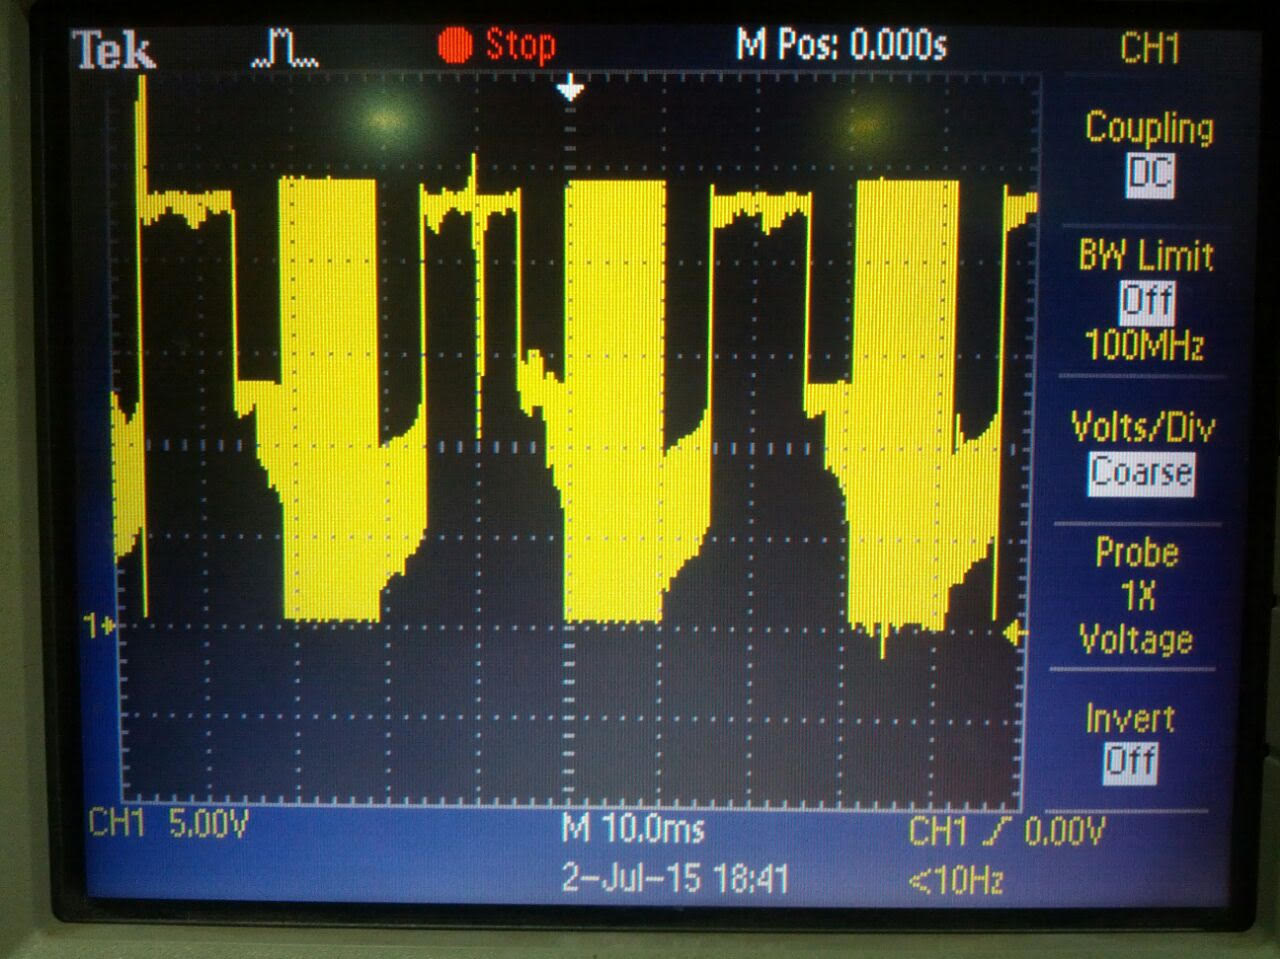 Tek Stop M Pos: 0.000s CH1
Coupling
DC
BW Limit
Off
100MHz
Volts/Div
Coarse
Probe
1X
Voltage
Invert
Off
1
CH1 5.00V M 10.0ms CH1 0.00V
2-Jul-15 18:41 <10Hz